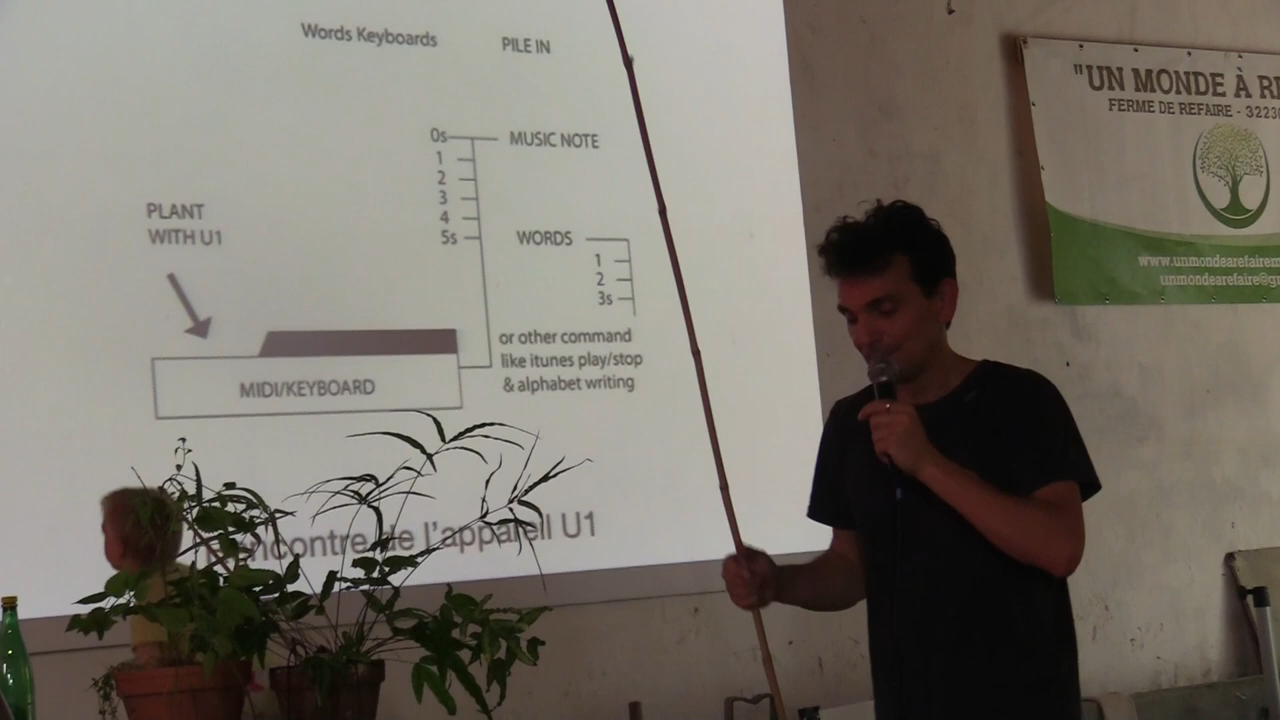 Words Keyboards
PILE IN
0s
MUSIC NOTE
1
2
3
4
5s
PLANT
WITH U1
WORDS
1
2
3s
or other command
like itunes play/stop
& alphabet writing
MIDI/KEYBOARD
de l'appareil U1
"UN MONDE À
FERME DE REFAIRE -
www.unmondearefaire
unmondearefaire@